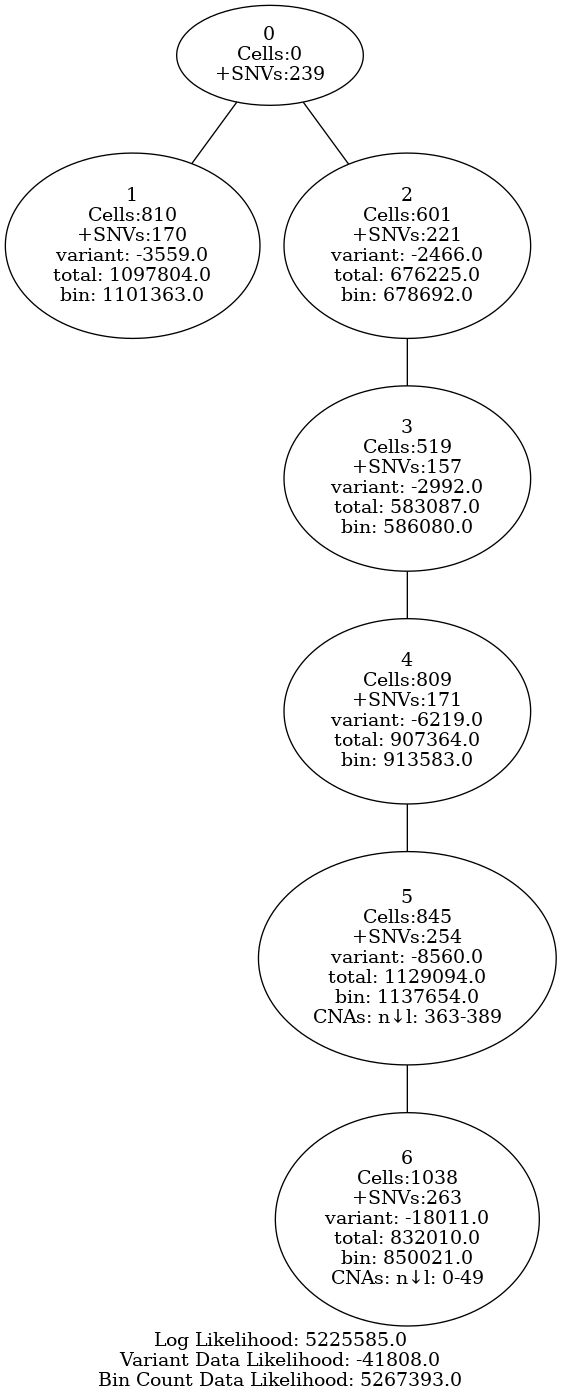 0
Cells:0
+SNVs:239
1
Cells:810
+SNVs:170
variant: -3559.0
total: 1097804.0
bin: 1101363.0
2
Cells:601
+SNVs:221
variant: -2466.0
total: 676225.0
bin: 678692.0
3
Cells:519
+SNVs:157
variant: -2992.0
total: 583087.0
bin: 586080.0
4
Cells:809
+SNVs:171
variant: -6219.0
total: 907364.0
bin: 913583.0
5
Cells:845
+SNVs:254
variant: -8560.0
total: 1129094.0
bin: 1137654.0
CNAs: n↓l: 363-389
6
Cells:1038
+SNVs:263
variant: -18011.0
total: 832010.0
bin: 850021.0
CNAs: n↓l: 0-49
Log Likelihood: 5225585.0
Variant Data Likelihood: -41808.0
Bin Count Data Likelihood: 5267393.0